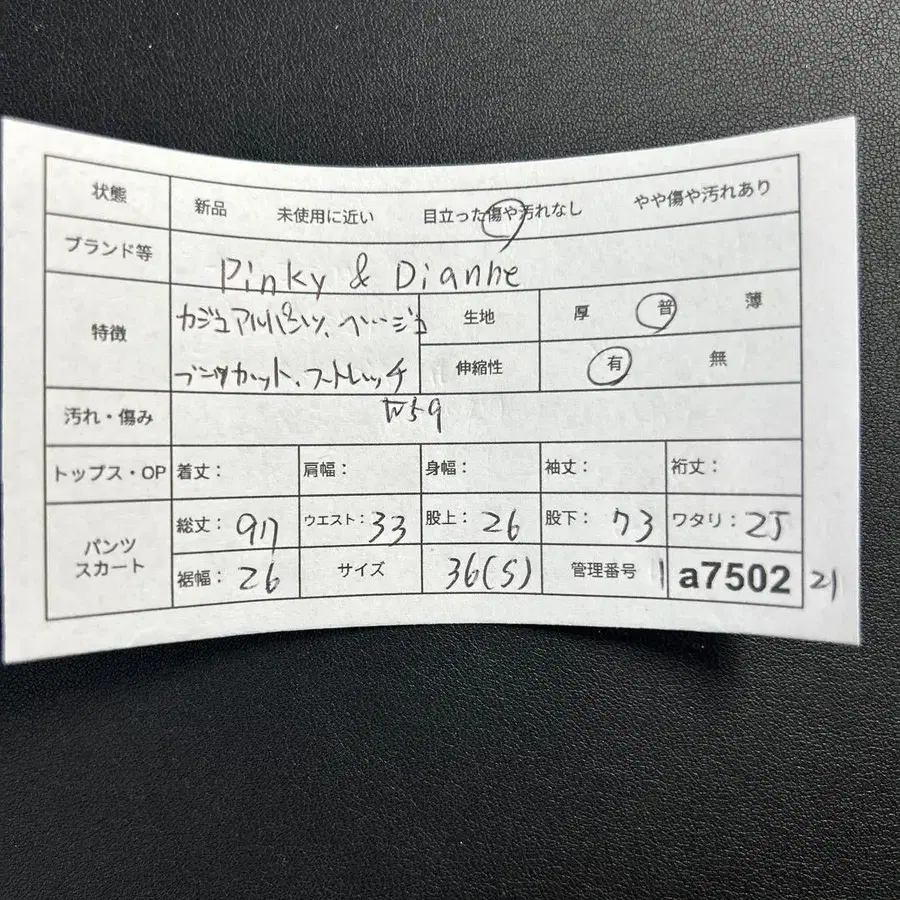 状態 新品 未使用に近い 目立った傷や汚れなし やや傷や汚れあり
ブランド等 Pinky & Dianne
特徴 カジュアルパンツ、ベージュ 生地 厚 普 薄
ブーツカット、ストレッチ 伸縮性 有 無
汚れ・傷み
トップス・OP 着丈: 肩幅: 身幅: 袖丈: 裄丈:
パンツ スカート 総丈: 97 ウエスト: 33 股上: 26 股下: 73 ワタリ: 25
裾幅: 26 サイズ 36(S) 管理番号 1 a7502 21